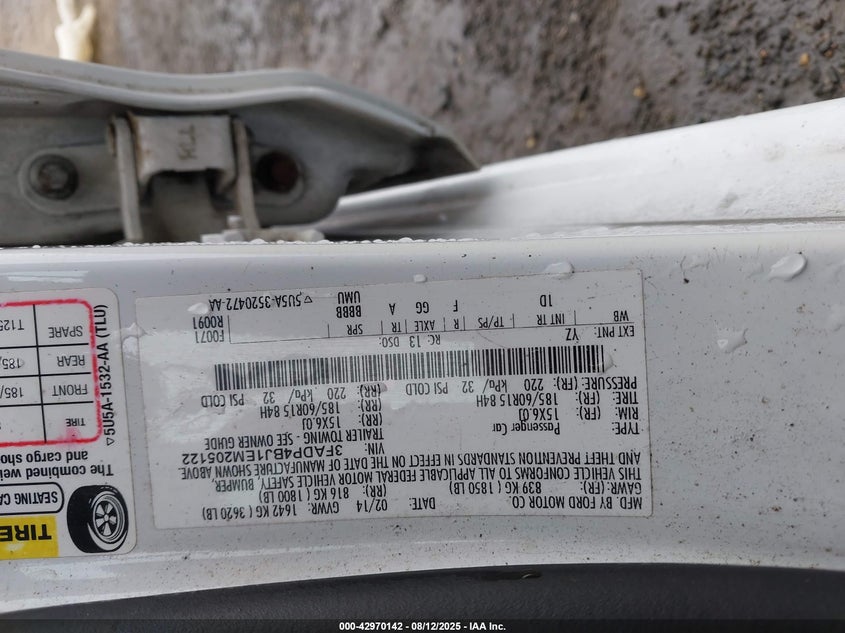 MFD. BY FORD MOTOR CO.
DATE: 02/14 GVWR: 1642 KG ( 3620 LB)
GAWR: (FR) 839 KG ( 1850 LB) (RR) 816 KG ( 1800 LB)
THIS VEHICLE CONFORMS TO ALL APPLICABLE FEDERAL MOTOR VEHICLE SAFETY, BUMPER,
AND THEFT PREVENTION STANDARDS IN EFFECT ON THE DATE OF MANUFACTURE SHOWN ABOVE.
VIN: 3FADP4BJ1EM205122
TYPE: Passenger Car TRAILER TOWING - SEE OWNER GUIDE
RIM: (FR) 15X6.0J (RR) 15X6.0J
TIRE: 185/60R15 84H 185/60R15 84H
PRESSURE: (FR) 220 kPa/ 32 PSI COLD (RR) 220 kPa/ 32 PSI COLD
EXT PNT: YZ RC: 13 DSO: F0071
WB INT TR TP/PS R AXLE TR SPR R0091
1D F GG A BBBB
UMU
▽5U5A-3520472-AA
TIRE
SEATING CA
The combined wei
and cargo sho
TIRE
FRONT 185/
REAR 185/
SPARE T125
▽5U5A-1532-AA (TLU)
000-42970142 - 08/12/2025 - IAA Inc.